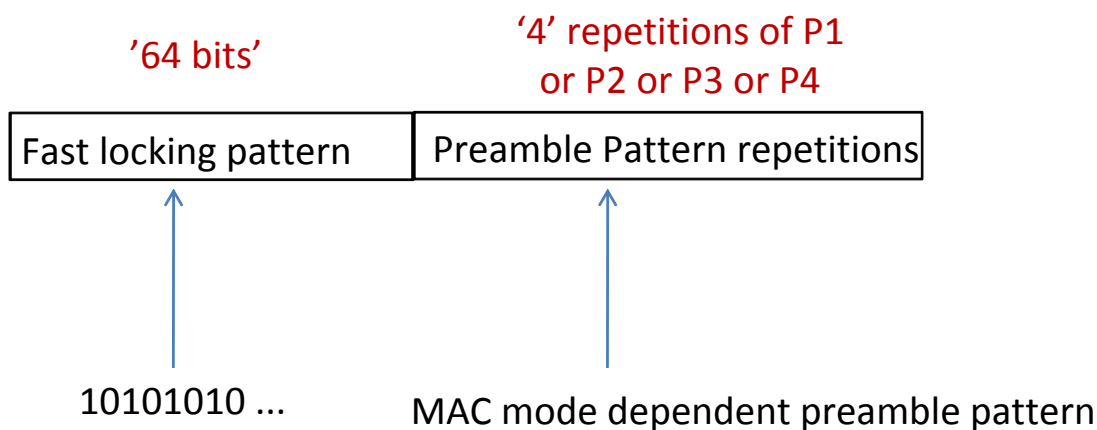 ’64 bits’
‘4’ repetitions of P1
or P2 or P3 or P4
Fast locking pattern
Preamble Pattern repetitions
10101010 ...
MAC mode dependent preamble pattern